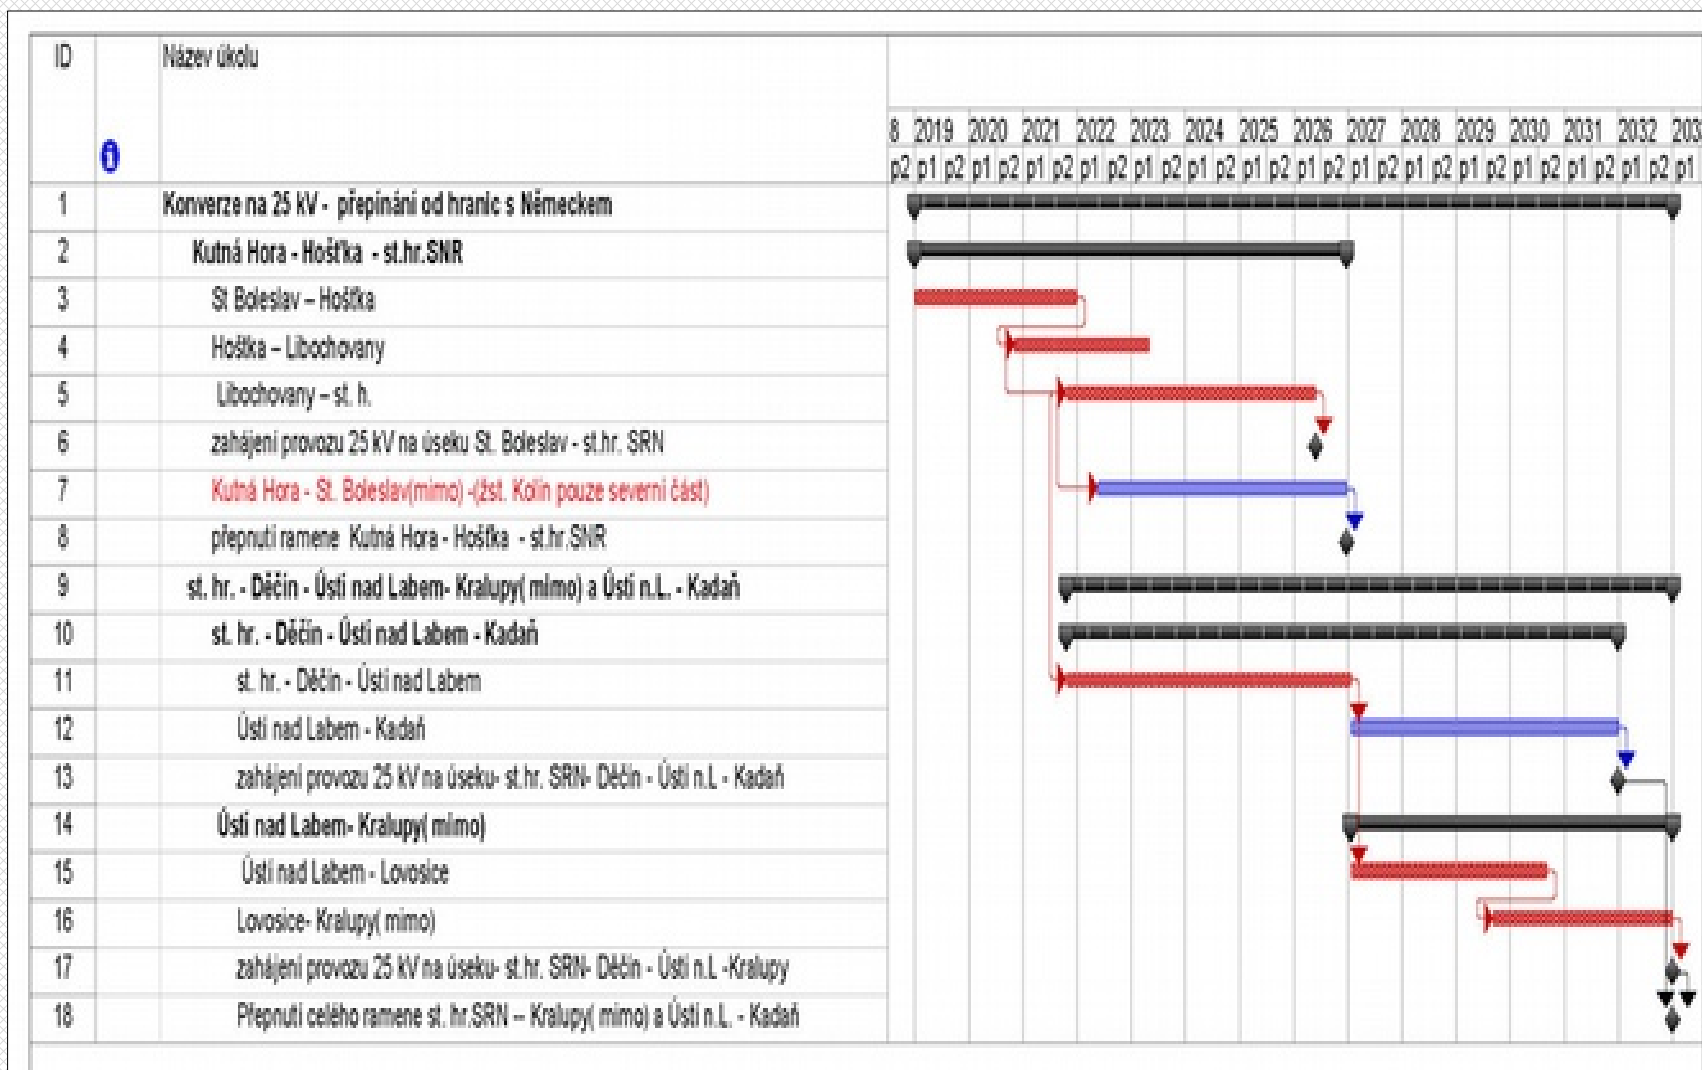 ID Název úkolu
8 2019 2020 2021 2022 2023 2024 2025 2026 2027 2028 2029 2030 2031 2032 203
p2 p1 p2 p1 p2 p1 p2 p1 p2 p1 p2 p1 p2 p1 p2 p1 p2 p1 p2 p1 p2 p1 p2 p1 p2 p1 p2 p1 p2 p1
1 Konverze na 25 kV - přepínání od hranic s Německem
2 Kutná Hora - Hošťka - st.hr.SNR
3 St Boleslav – Hošťka
4 Hošťka – Libochovany
5 Libochovany – st. h.
6 zahájení provozu 25 kV na úseku St. Boleslav - st.hr. SRN
7 Kutná Hora - St. Boleslav(mimo) -(žst. Kolín pouze severní část)
8 přepnutí ramene Kutná Hora - Hošťka - st.hr.SNR
9 st. hr. - Děčín - Ústí nad Labem- Kralupy( mimo) a Ústí n.L. - Kadaň
10 st. hr. - Děčín - Ústí nad Labem - Kadaň
11 st. hr. - Děčín - Ústí nad Labem
12 Ústí nad Labem - Kadaň
13 zahájení provozu 25 kV na úseku- st.hr. SRN- Děčín - Ústí n.L - Kadaň
14 Ústí nad Labem- Kralupy( mimo)
15 Ústí nad Labem - Lovosice
16 Lovosice- Kralupy( mimo)
17 zahájení provozu 25 kV na úseku- st.hr. SRN- Děčín - Ústí n.L -Kralupy
18 Přepnutí celého ramene st. hr.SRN – Kralupy( mimo) a Ústí n.L. - Kadaň